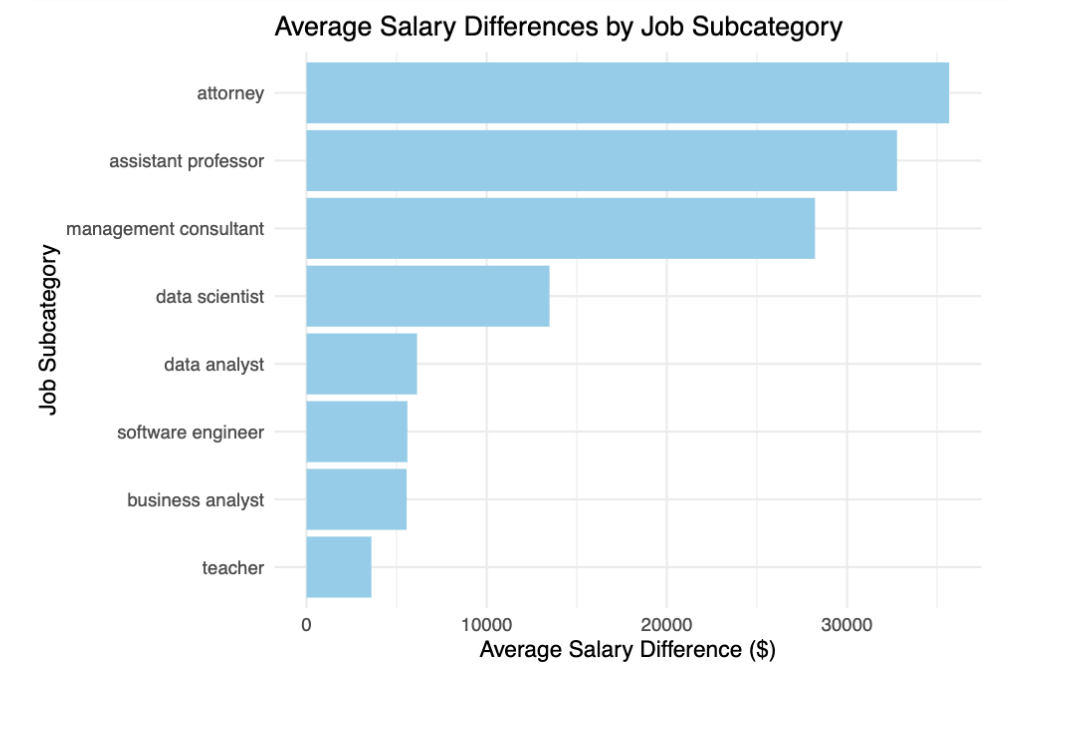 Average Salary Differences by Job Subcategory
Job Subcategory
attorney
assistant professor
management consultant
data scientist
data analyst
software engineer
business analyst
teacher
0 10000 20000 30000
Average Salary Difference ($)